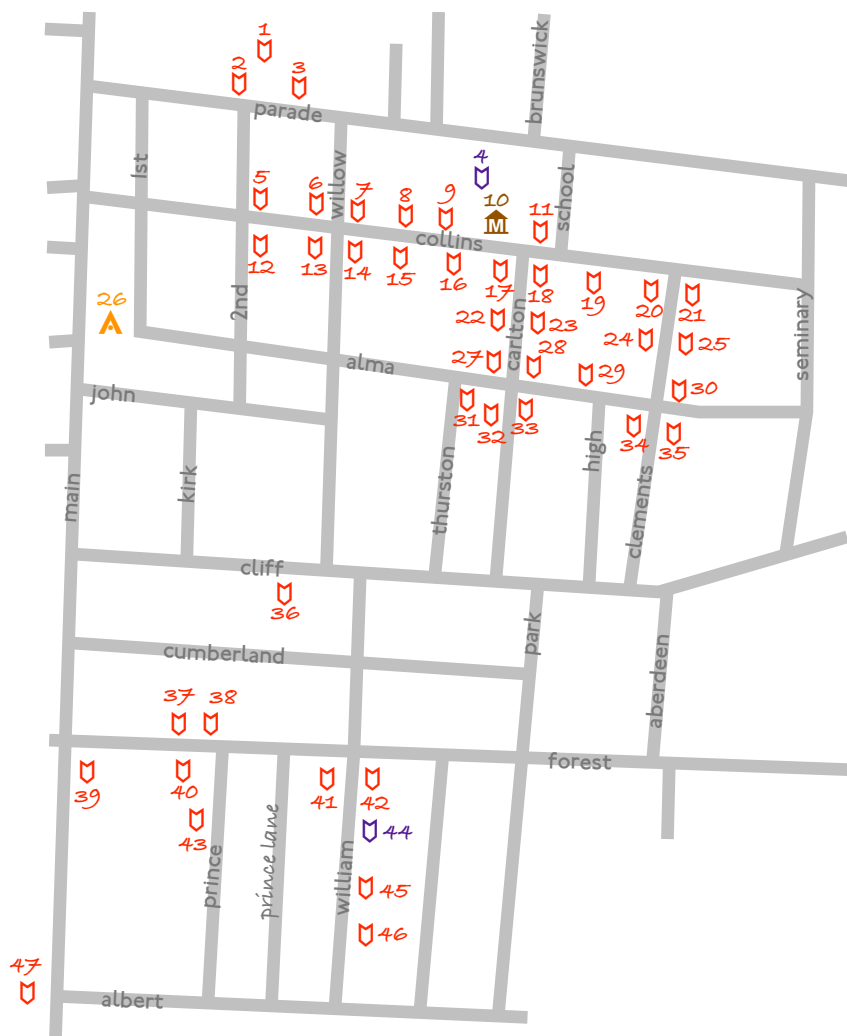 1
2
3
brunswick
parade
4
1st
willow
5
6
7
8
9
10
M
11
school
collins
12
13
14
15
16
17
18
19
20
21
2nd
26
22
23
carlton
24
25
seminary
27
28
29
30
alma
john
31
32
33
34
35
main
kirk
thurston
high
clements
cliff
36
park
cumberland
aberdeen
37
38
forest
39
40
41
42
43
44
prince
prince lane
william
45
46
47
albert